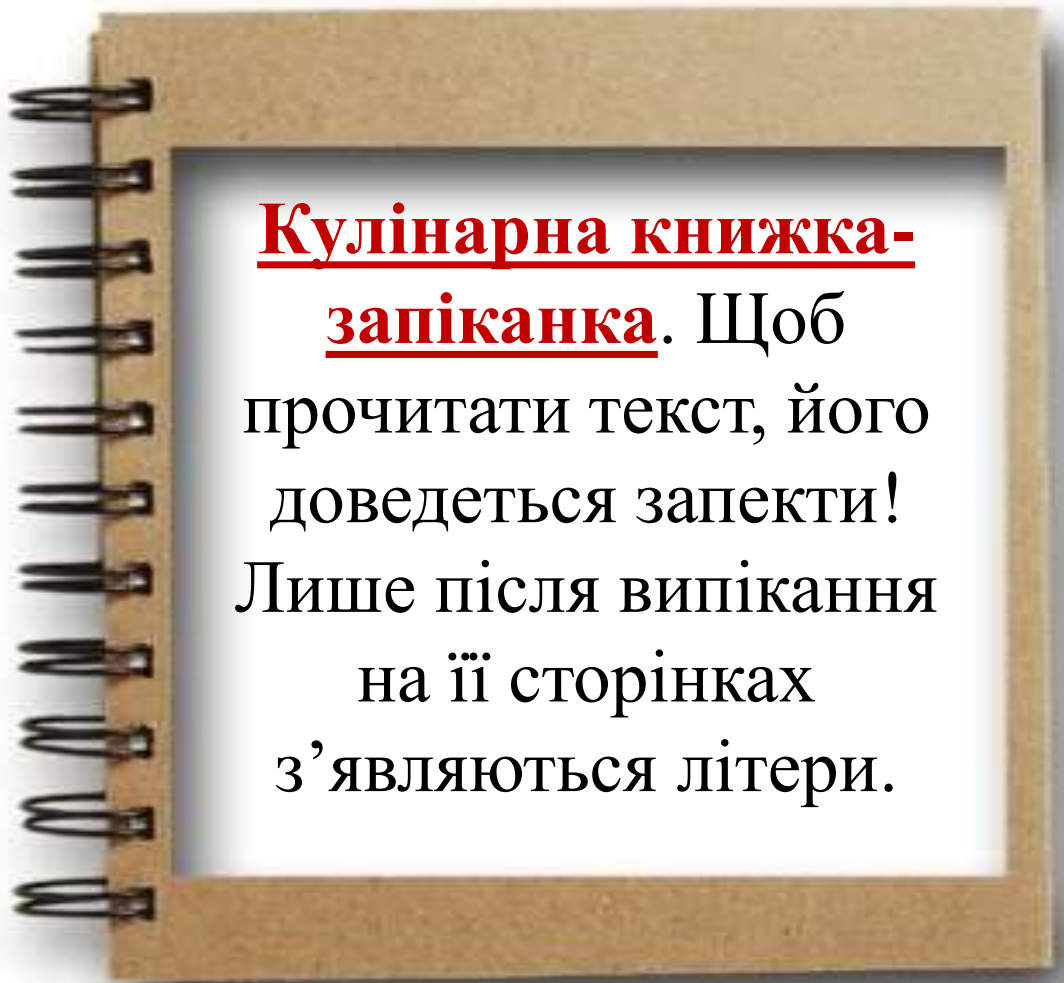 Кулінарна книжка-
запіканка. Щоб
прочитати текст, його
доведеться запекти!
Лише після випікання
на її сторінках
з’являються літери.